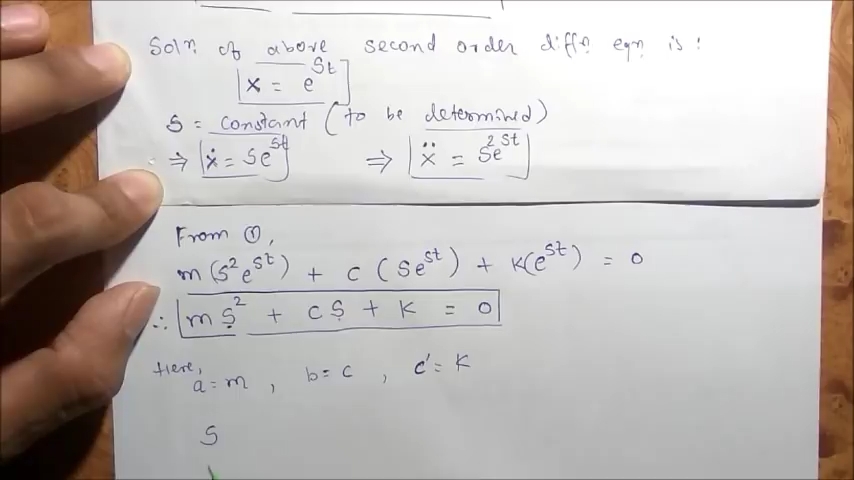 Soln of above second order diffn eqn is :
x = e^{st}
s = constant (to be determined)
⇒ ẋ = se^{st} ⇒ ẍ = s²e^{st}
From ①,
m(s²e^{st}) + c (se^{st}) + k(e^{st}) = 0
∴ ms² + cs + k = 0
Here,
a = m , b = c , c' = k
s